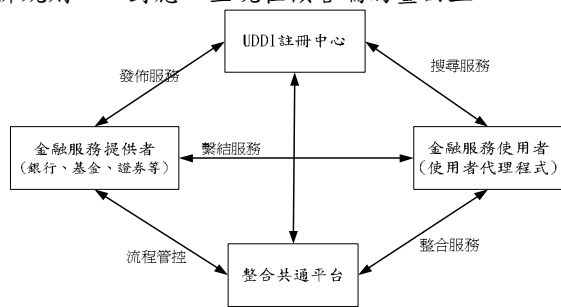 UDDI註冊中心
發佈服務
搜尋服務
金融服務提供者
(銀行、基金、證券等)
繫結服務
金融服務使用者
(使用者代理程式)
流程管控
整合服務
整合共通平台